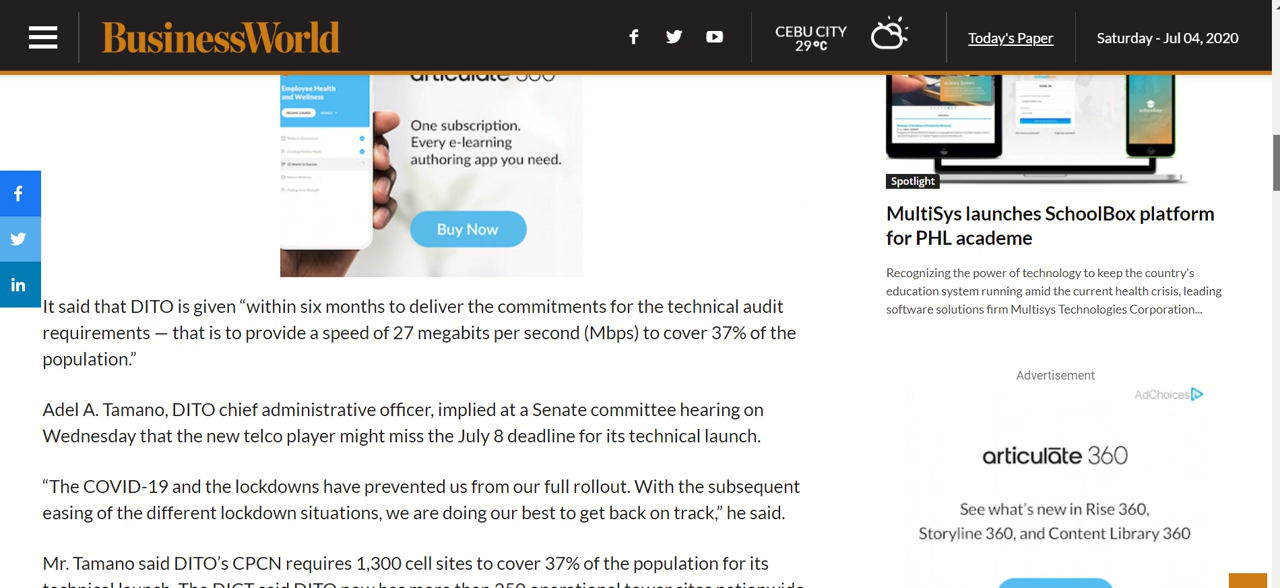 BusinessWorld
CEBU CITY
29 ºC
Today's Paper
Saturday - Jul 04, 2020
articulate 360
Employee Health
and Wellness
One subscription.
Every e-learning
authoring app you need.
Buy Now
It said that DITO is given “within six months to deliver the commitments for the technical audit
requirements — that is to provide a speed of 27 megabits per second (Mbps) to cover 37% of the
population.”
Adel A. Tamano, DITO chief administrative officer, implied at a Senate committee hearing on
Wednesday that the new telco player might miss the July 8 deadline for its technical launch.
“The COVID-19 and the lockdowns have prevented us from our full rollout. With the subsequent
easing of the different lockdown situations, we are doing our best to get back on track,” he said.
Mr. Tamano said DITO’s CPCN requires 1,300 cell sites to cover 37% of the population for its
technical launch. The DICT said DITO now has more than 250 operational tower sites nationwide
Spotlight
MultiSys launches SchoolBox platform
for PHL academe
Recognizing the power of technology to keep the country’s
education system running amid the current health crisis, leading
software solutions firm Multisys Technologies Corporation...
Advertisement
AdChoices
articulāte 360
See what’s new in Rise 360,
Storyline 360, and Content Library 360